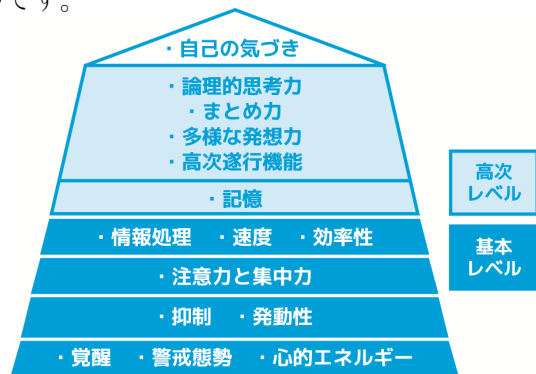 です。
・自己の気づき
・論理的思考力
・まとめ力
・多様な発想力
・高次遂行機能
・記憶
・情報処理 ・速度 ・効率性
・注意力と集中力
・抑制 ・発動性
・覚醒 ・警戒態勢 ・心的エネルギー
高次
レベル
基本
レベル